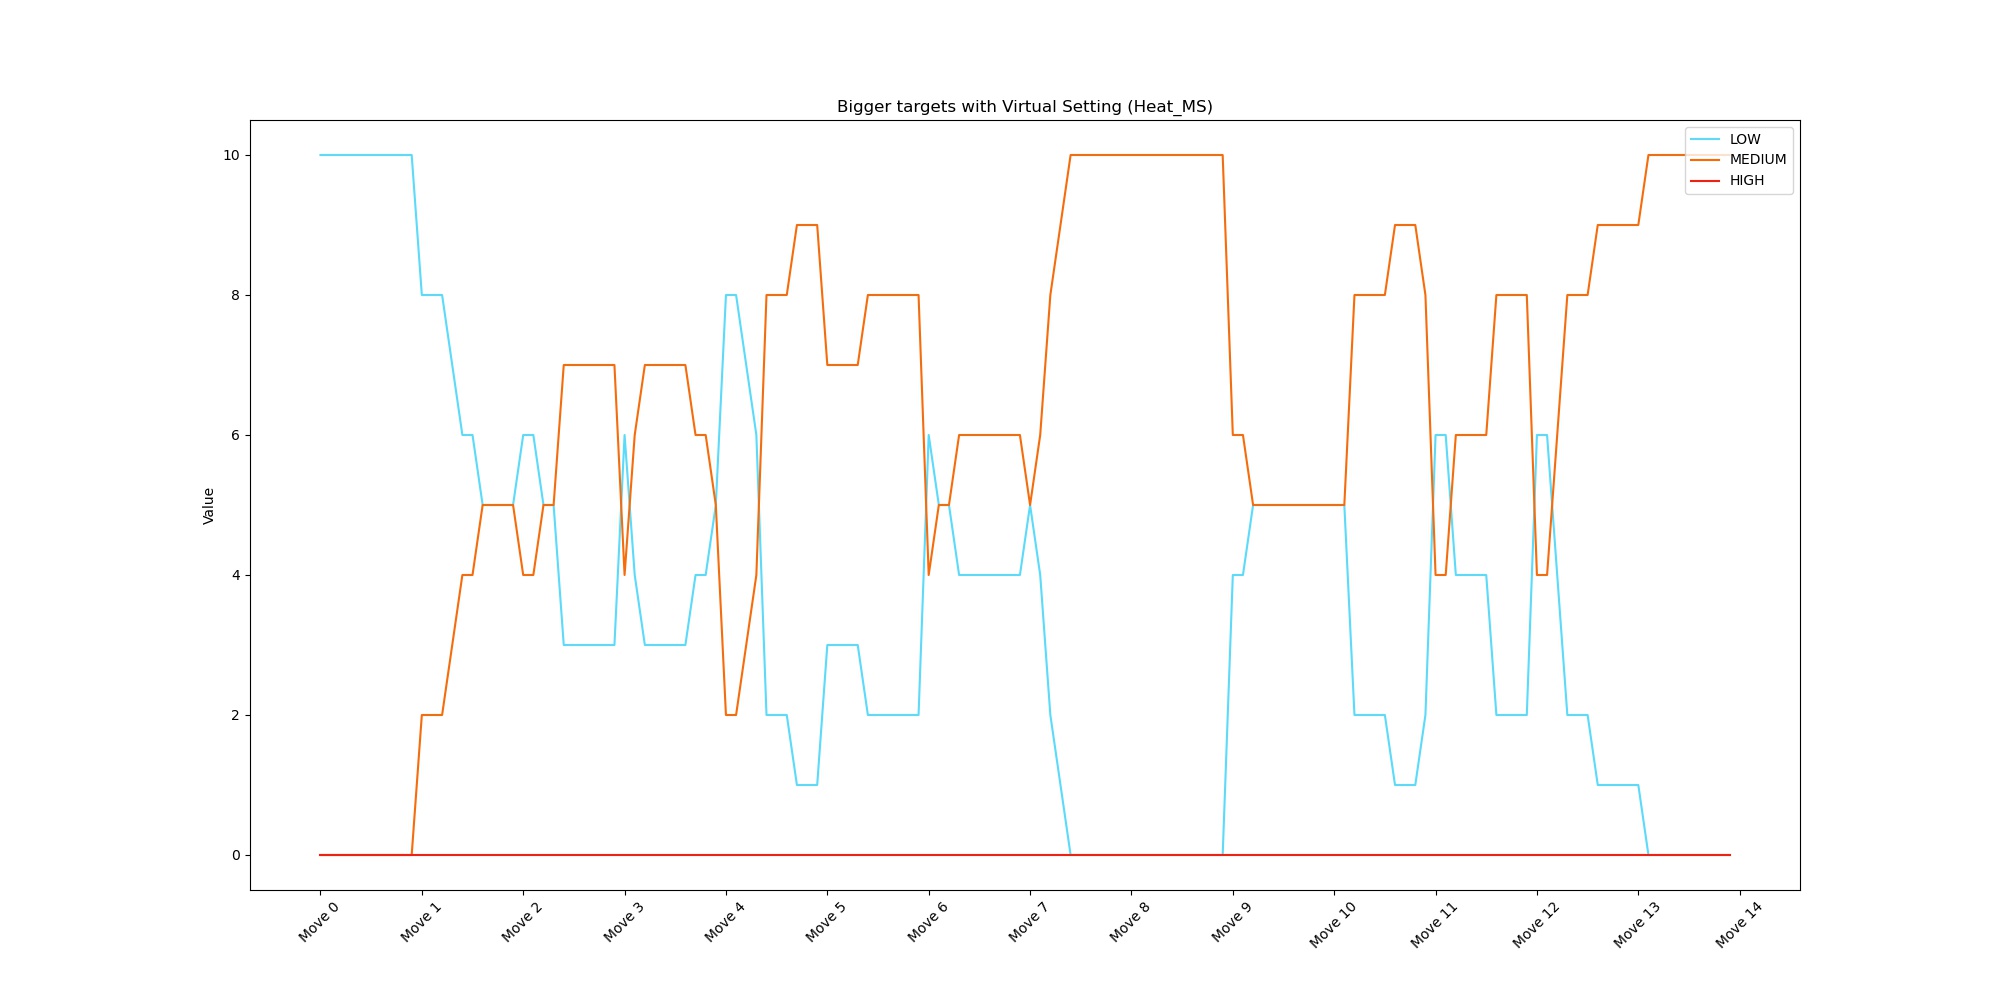 Bigger targets with Virtual Setting (Heat_MS)
LOW
MEDIUM
HIGH
Value
10
8
6
4
2
0
Move 0
Move 1
Move 2
Move 3
Move 4
Move 5
Move 6
Move 7
Move 8
Move 9
Move 10
Move 11
Move 12
Move 13
Move 14